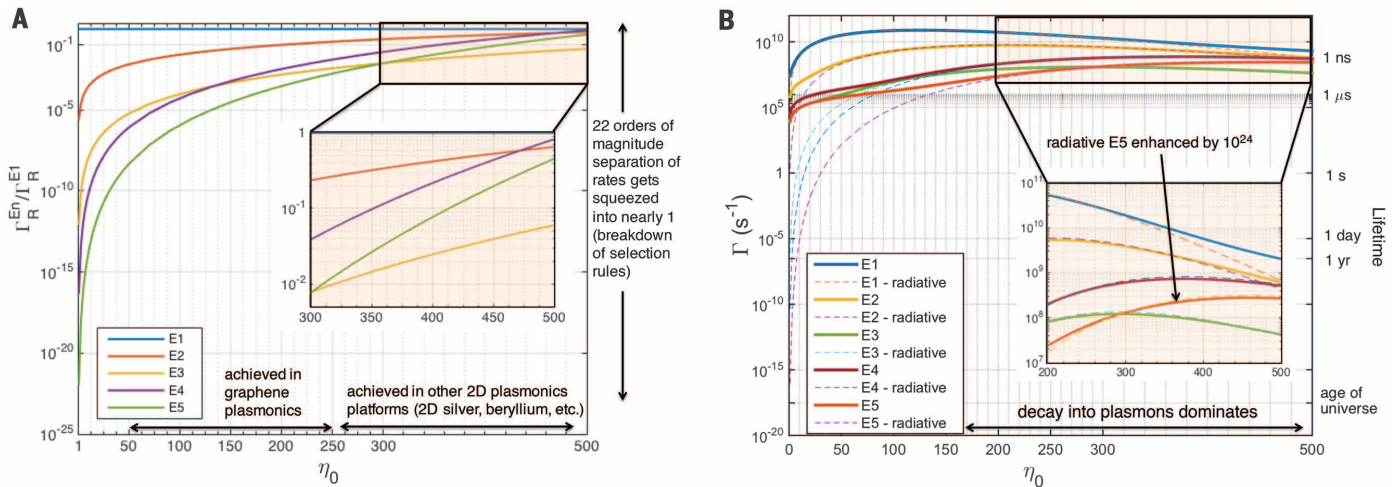 A
10^-1
10^-5
10^-10
10^-15
10^-20
10^-25
Γ_R^En/Γ_R^E1
1
50
100
150
200
250
300
500
η_0
E1
E2
E3
E4
E5
achieved in
graphene
plasmonics
achieved in other 2D plasmonics
platforms (2D silver, beryllium, etc.)
1
10^-1
10^-2
300
350
400
450
500
22 orders of
magnitude
separation of
rates gets
squeezed
into nearly 1
(breakdown
of selection
rules)
B
10^10
10^5
1
10^-5
10^-10
10^-15
10^-20
Γ (s^-1)
0
50
100
150
200
250
300
500
η_0
E1
E1 - radiative
E2
E2 - radiative
E3
E3 - radiative
E4
E4 - radiative
E5
E5 - radiative
radiative E5 enhanced by 10^24
10^11
10^10
10^9
10^8
10^7
200
300
400
500
decay into plasmons dominates
1 ns
1 μs
1 s
1 day
1 yr
age of
universe
Lifetime